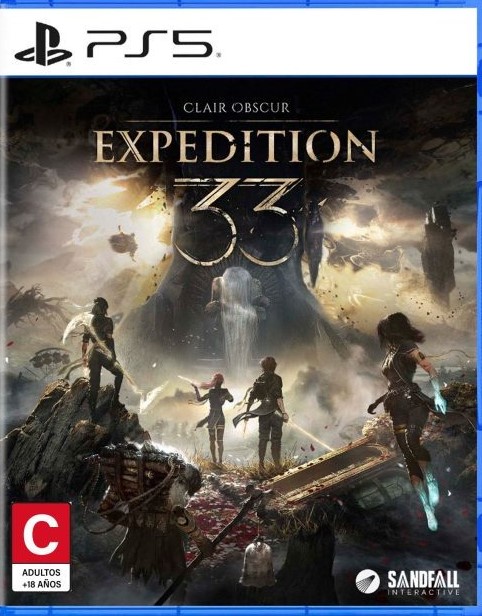 PS5
CLAIR OBSCUR
EXPEDITION
33
C
ADULTOS
+18 AÑOS
SANDFALL
INTERACTIVE